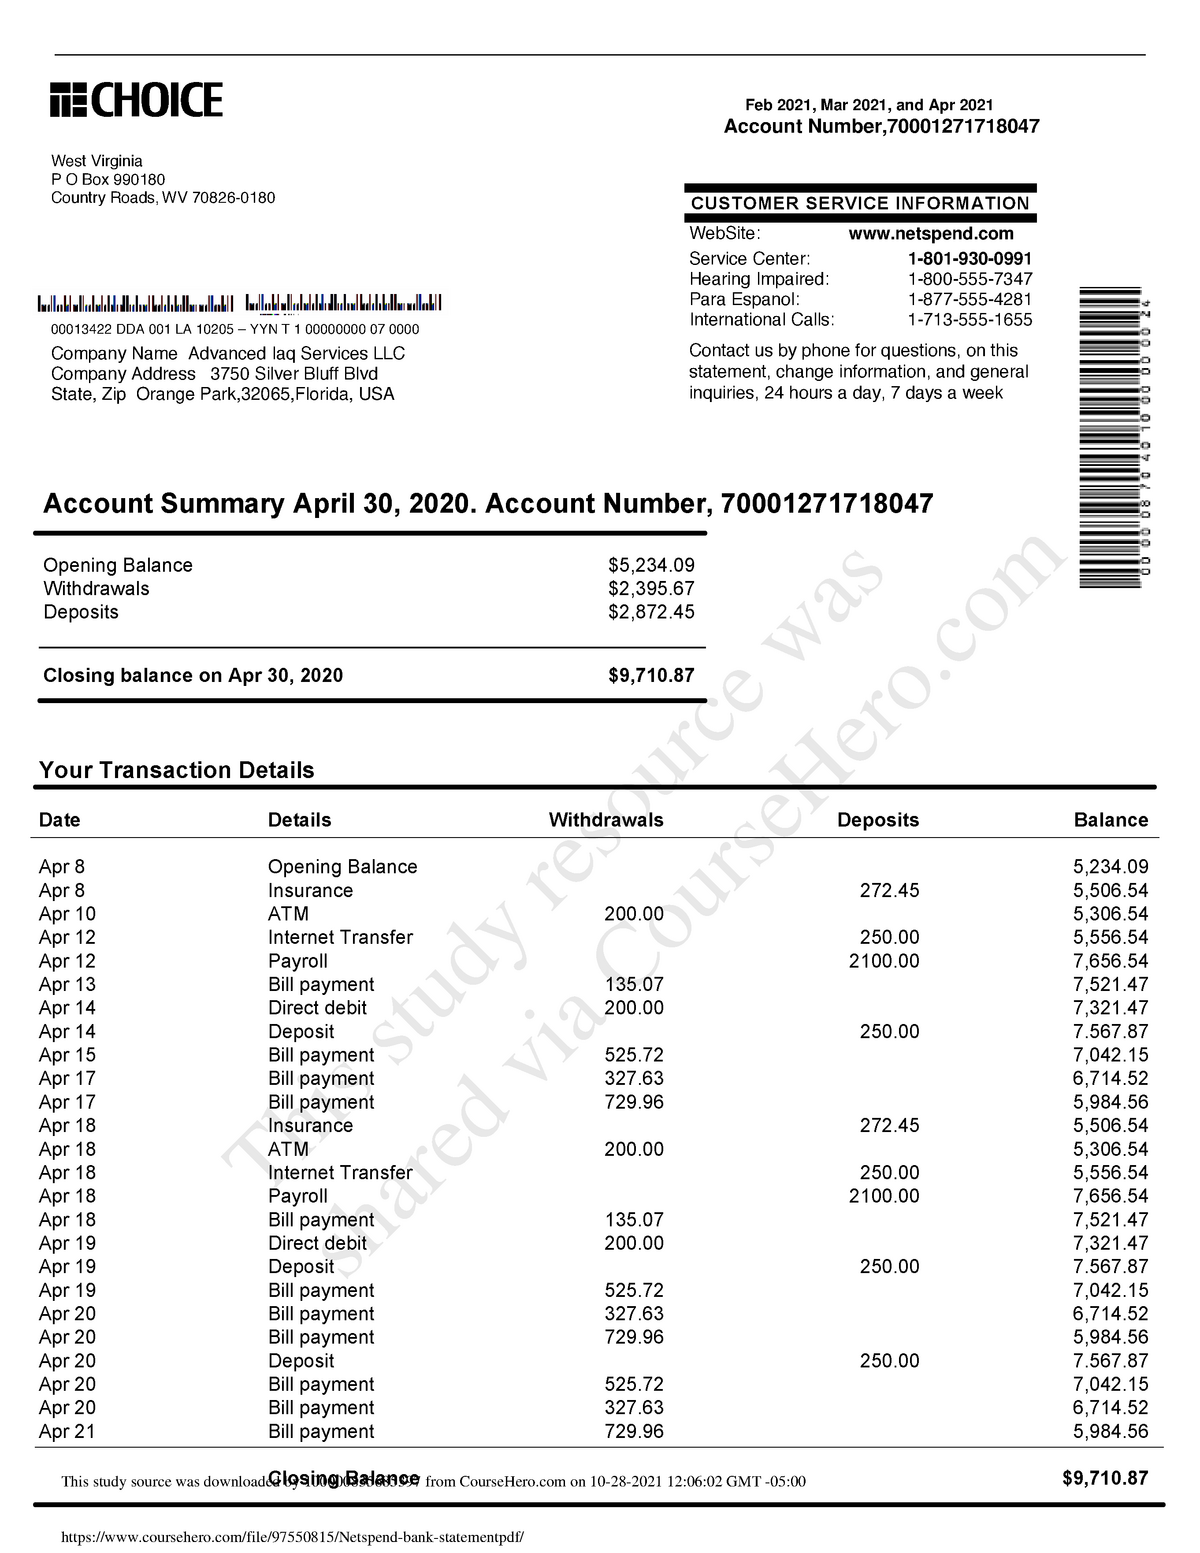 CHOICE
Feb 2021, Mar 2021, and Apr 2021
Account Number,70001271718047
West Virginia
P O Box 990180
Country Roads, WV 70826-0180
CUSTOMER SERVICE INFORMATION
WebSite: www.netspend.com
Service Center: 1-801-930-0991
Hearing Impaired: 1-800-555-7347
Para Espanol: 1-877-555-4281
International Calls: 1-713-555-1655
Contact us by phone for questions, on this
statement, change information, and general
inquiries, 24 hours a day, 7 days a week
00013422 DDA 001 LA 10205 – YYN T 1 00000000 07 0000
Company Name Advanced Iaq Services LLC
Company Address 3750 Silver Bluff Blvd
State, Zip Orange Park,32065,Florida, USA
Account Summary April 30, 2020. Account Number, 70001271718047
Opening Balance $5,234.09
Withdrawals $2,395.67
Deposits $2,872.45
Closing balance on Apr 30, 2020 $9,710.87
Your Transaction Details
Date Details Withdrawals Deposits Balance
Apr 8 Opening Balance 5,234.09
Apr 8 Insurance 272.45 5,506.54
Apr 10 ATM 200.00 5,306.54
Apr 12 Internet Transfer 250.00 5,556.54
Apr 12 Payroll 2100.00 7,656.54
Apr 13 Bill payment 135.07 7,521.47
Apr 14 Direct debit 200.00 7,321.47
Apr 14 Deposit 250.00 7.567.87
Apr 15 Bill payment 525.72 7,042.15
Apr 17 Bill payment 327.63 6,714.52
Apr 17 Bill payment 729.96 5,984.56
Apr 18 Insurance 272.45 5,506.54
Apr 18 ATM 200.00 5,306.54
Apr 18 Internet Transfer 250.00 5,556.54
Apr 18 Payroll 2100.00 7,656.54
Apr 18 Bill payment 135.07 7,521.47
Apr 19 Direct debit 200.00 7,321.47
Apr 19 Deposit 250.00 7.567.87
Apr 19 Bill payment 525.72 7,042.15
Apr 20 Bill payment 327.63 6,714.52
Apr 20 Bill payment 729.96 5,984.56
Apr 20 Deposit 250.00 7.567.87
Apr 20 Bill payment 525.72 7,042.15
Apr 20 Bill payment 327.63 6,714.52
Apr 21 Bill payment 729.96 5,984.56
Closing Balance $9,710.87
This study source was downloaded by from CourseHero.com on 10-28-2021 12:06:02 GMT -05:00
https://www.coursehero.com/file/97550815/Netspend-bank-statementpdf/
This study resource was
shared via CourseHero.com